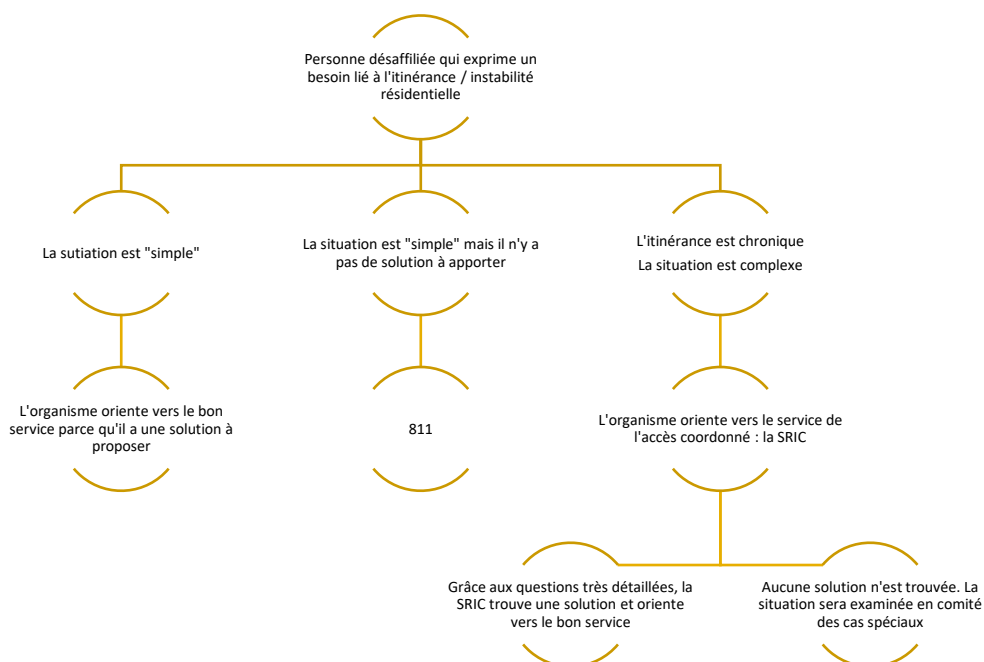 Personne désaffiliée qui exprime un
besoin lié à l'itinérance / instabilité
résidentielle
La sutiation est "simple"
La situation est "simple" mais il n'y a
pas de solution à apporter
L'itinérance est chronique
La situation est complexe
L'organisme oriente vers le bon
service parce qu'il a une solution à
proposer
811
L'organisme oriente vers le service de
l'accès coordonné : la SRIC
Grâce aux questions très détaillées, la
SRIC trouve une solution et oriente
vers le bon service
Aucune solution n'est trouvée. La
situation sera examinée en comité
des cas spéciaux